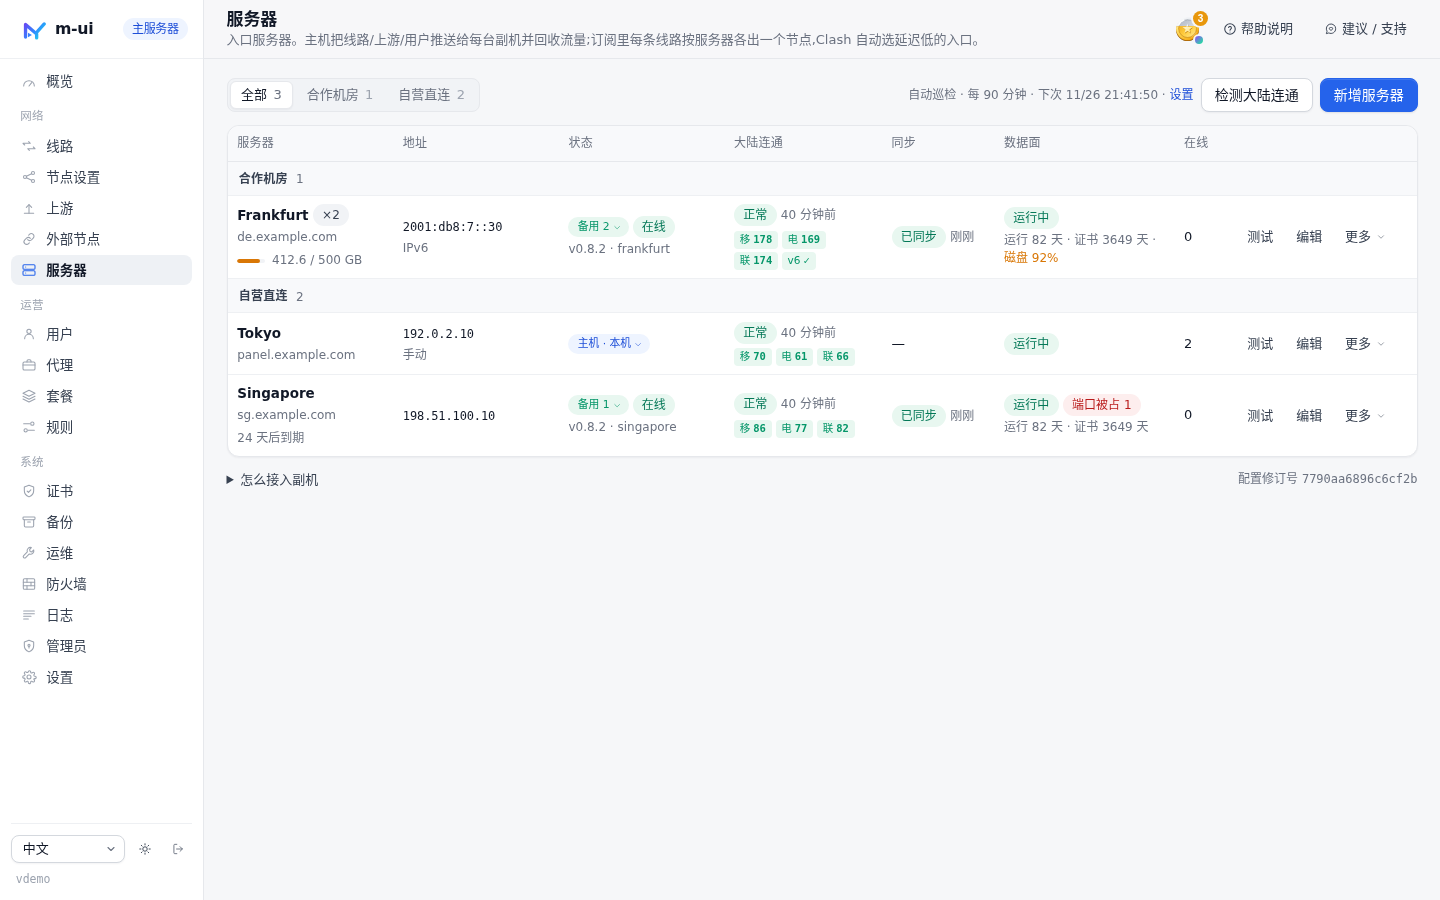 m-ui
主服务器
概览
网络
线路
节点设置
上游
外部节点
服务器
运营
用户
代理
套餐
规则
系统
证书
备份
运维
防火墙
日志
管理员
设置
中文
vdemo
服务器
入口服务器。主机把线路/上游/用户推送给每台副机并回收流量;订阅里每条线路按服务器各出一个节点,Clash 自动选延迟低的入口。
3
帮助说明
建议 / 支持
全部 3
合作机房 1
自营直连 2
自动巡检 · 每 90 分钟 · 下次 11/26 21:41:50 · 设置
检测大陆连通
新增服务器
服务器 地址 状态 大陆连通 同步 数据面 在线
合作机房 1
Frankfurt ×2
de.example.com
412.6 / 500 GB
2001:db8:7::30
IPv6
备用 2 在线
v0.8.2 · frankfurt
正常 40 分钟前
移 178 电 169
联 174 v6 ✓
已同步 刚刚
运行中
运行 82 天 · 证书 3649 天 ·
磁盘 92%
0
测试 编辑 更多
自营直连 2
Tokyo
panel.example.com
192.0.2.10
手动
主机 · 本机
正常 40 分钟前
移 70 电 61 联 66
—
运行中
2
测试 编辑 更多
Singapore
sg.example.com
24 天后到期
198.51.100.10
备用 1 在线
v0.8.2 · singapore
正常 40 分钟前
移 86 电 77 联 82
已同步 刚刚
运行中 端口被占 1
运行 82 天 · 证书 3649 天
0
测试 编辑 更多
▶ 怎么接入副机
配置修订号 7790aa6896c6cf2b